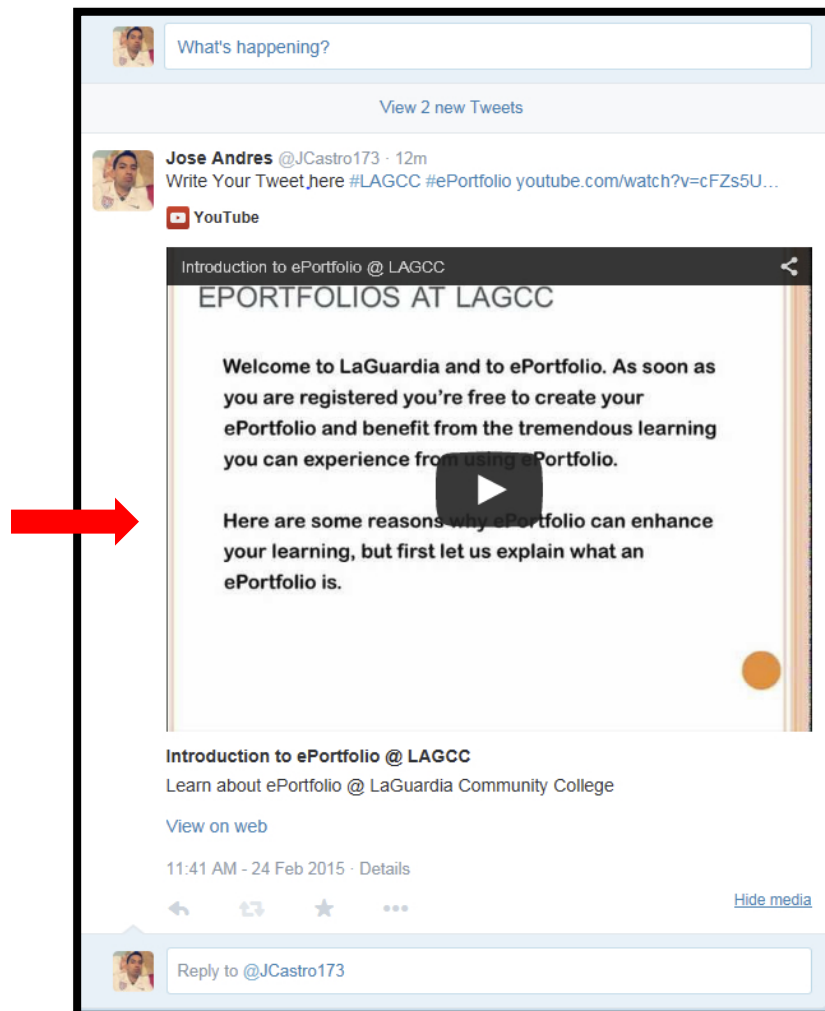 What's happening?
View 2 new Tweets
Jose Andres @JCastro173 · 12m
Write Your Tweet here #LAGCC #ePortfolio youtube.com/watch?v=cFZs5U…
YouTube
Introduction to ePortfolio @ LAGCC
EPORTFOLIOS AT LAGCC
Welcome to LaGuardia and to ePortfolio. As soon as
you are registered you're free to create your
ePortfolio and benefit from the tremendous learning
you can experience from using ePortfolio.
Here are some reasons why ePortfolio can enhance
your learning, but first let us explain what an
ePortfolio is.
Introduction to ePortfolio @ LAGCC
Learn about ePortfolio @ LaGuardia Community College
View on web
11:41 AM - 24 Feb 2015 · Details
Hide media
Reply to @JCastro173